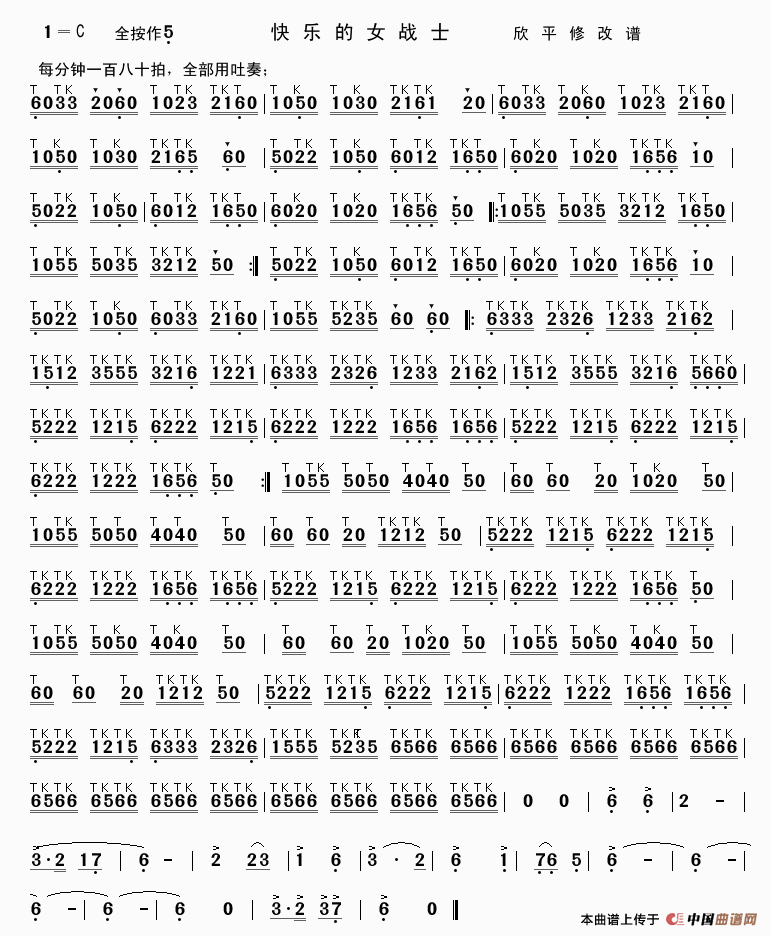 1=C 全按作5 快乐的女战士 欣平修改谱
每分钟一百八十拍，全部用吐奏；
6033 2060 1023 2160|1050 1030 2161 20|6033 2060 1023 2160|
1050 1030 2165 60|5022 1050 6012 1650|6020 1020 1656 10|
5022 1050|6012 1650|6020 1020 1656 50 ‖:1055 5035 3212 1650|
1055 5035 3212 50 :‖ 5022 1050 6012 1650|6020 1020 1656 10|
5022 1050 6033 2160|1055 5235 60 60 ‖: 6333 2326 1233 2162|
1512 3555 3216 1221|6333 2326 1233 2162|1512 3555 3216 5660|
5222 1215 6222 1215|6222 1222 1656 1656|5222 1215 6222 1215|
6222 1222 1656 50 :‖ 1055 5050 4040 50|60 60 20 1020 50|
1055 5050 4040 50|60 60 20 1212 50|5222 1215 6222 1215|
6222 1222 1656 1656|5222 1215 6222 1215|6222 1222 1656 50|
1055 5050 4040 50|60 60 20 1020 50|1055 5050 4040 50|
60 60 20 1212 50|5222 1215 6222 1215|6222 1222 1656 1656|
5222 1215 6333 2326|1555 5235 6566 6566|6566 6566 6566 6566|
6566 6566 6566 6566|6566 6566 6566 6566|0 0|6 6|2 -|
3·2 17|6 -|2 23|1 6|3 · 2|6 1|76 5|6 -|6 -|
6 -|6 -|6 0|3·2 37|6 0‖
本曲谱上传于 中国曲谱网